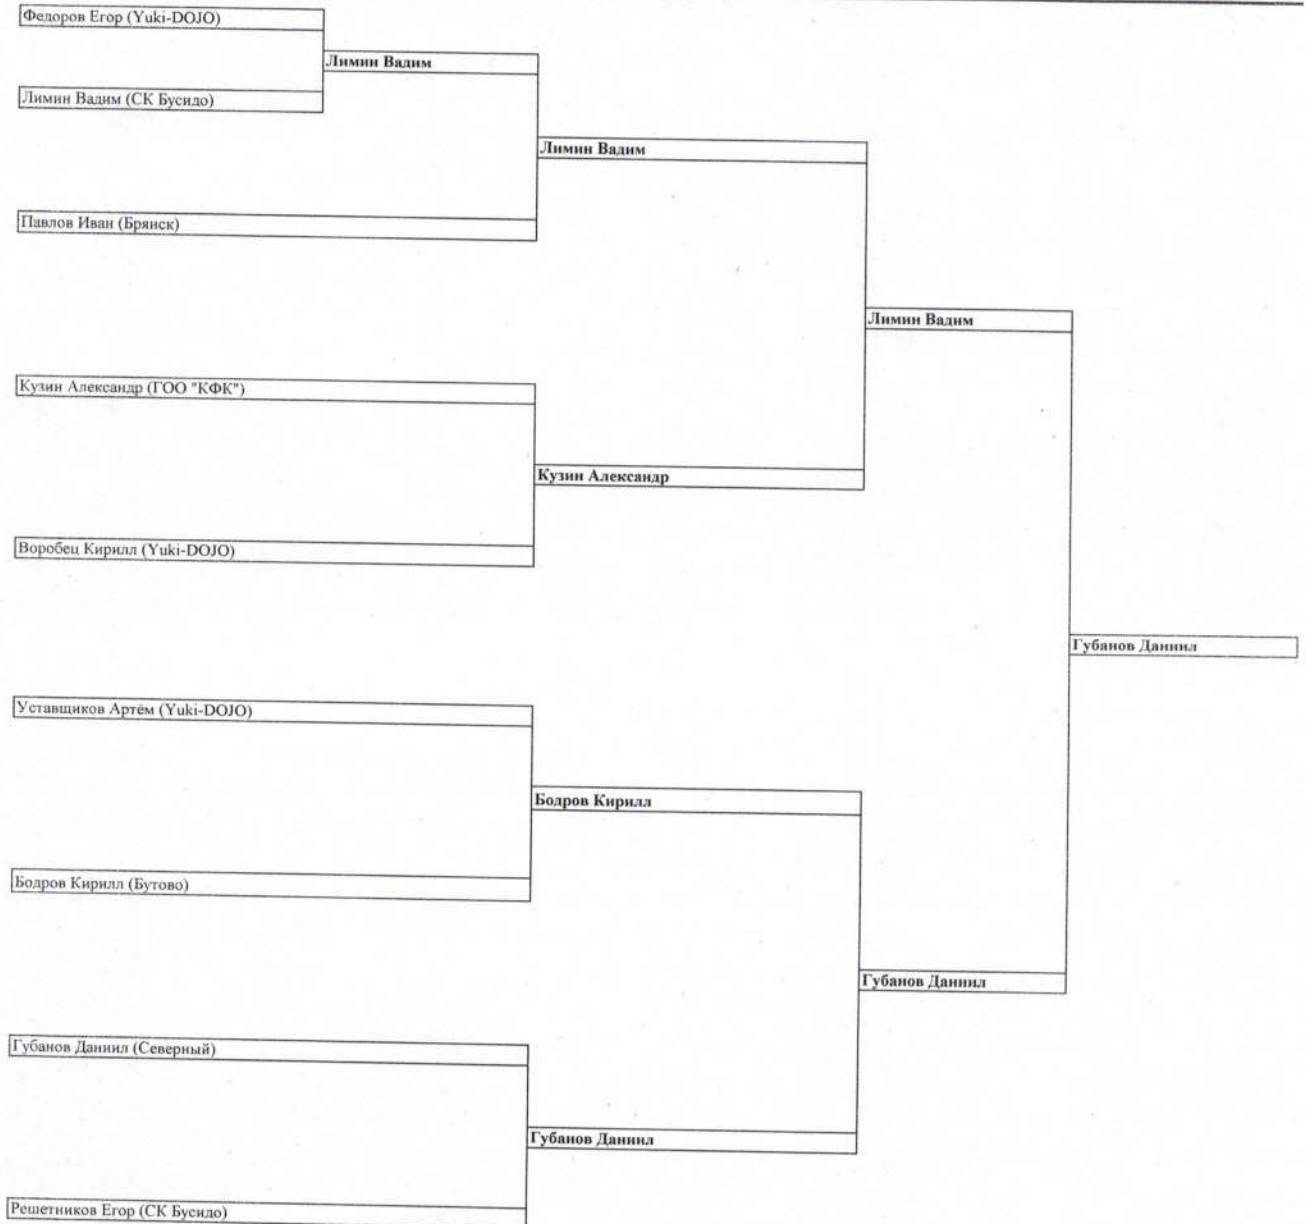 Федоров Егор (Yuki-DOJO)
Лимин Вадим
Лимин Вадим (СК Бусидо)
Лимин Вадим
Павлов Иван (Брянск)
Лимин Вадим
Кузин Александр (ГОО "КФК")
Кузин Александр
Воробец Кирилл (Yuki-DOJO)
Губанов Даниил
Уставщиков Артём (Yuki-DOJO)
Бодров Кирилл
Бодров Кирилл (Бутово)
Губанов Даниил
Губанов Даниил (Северный)
Губанов Даниил
Решетников Егор (СК Бусидо)